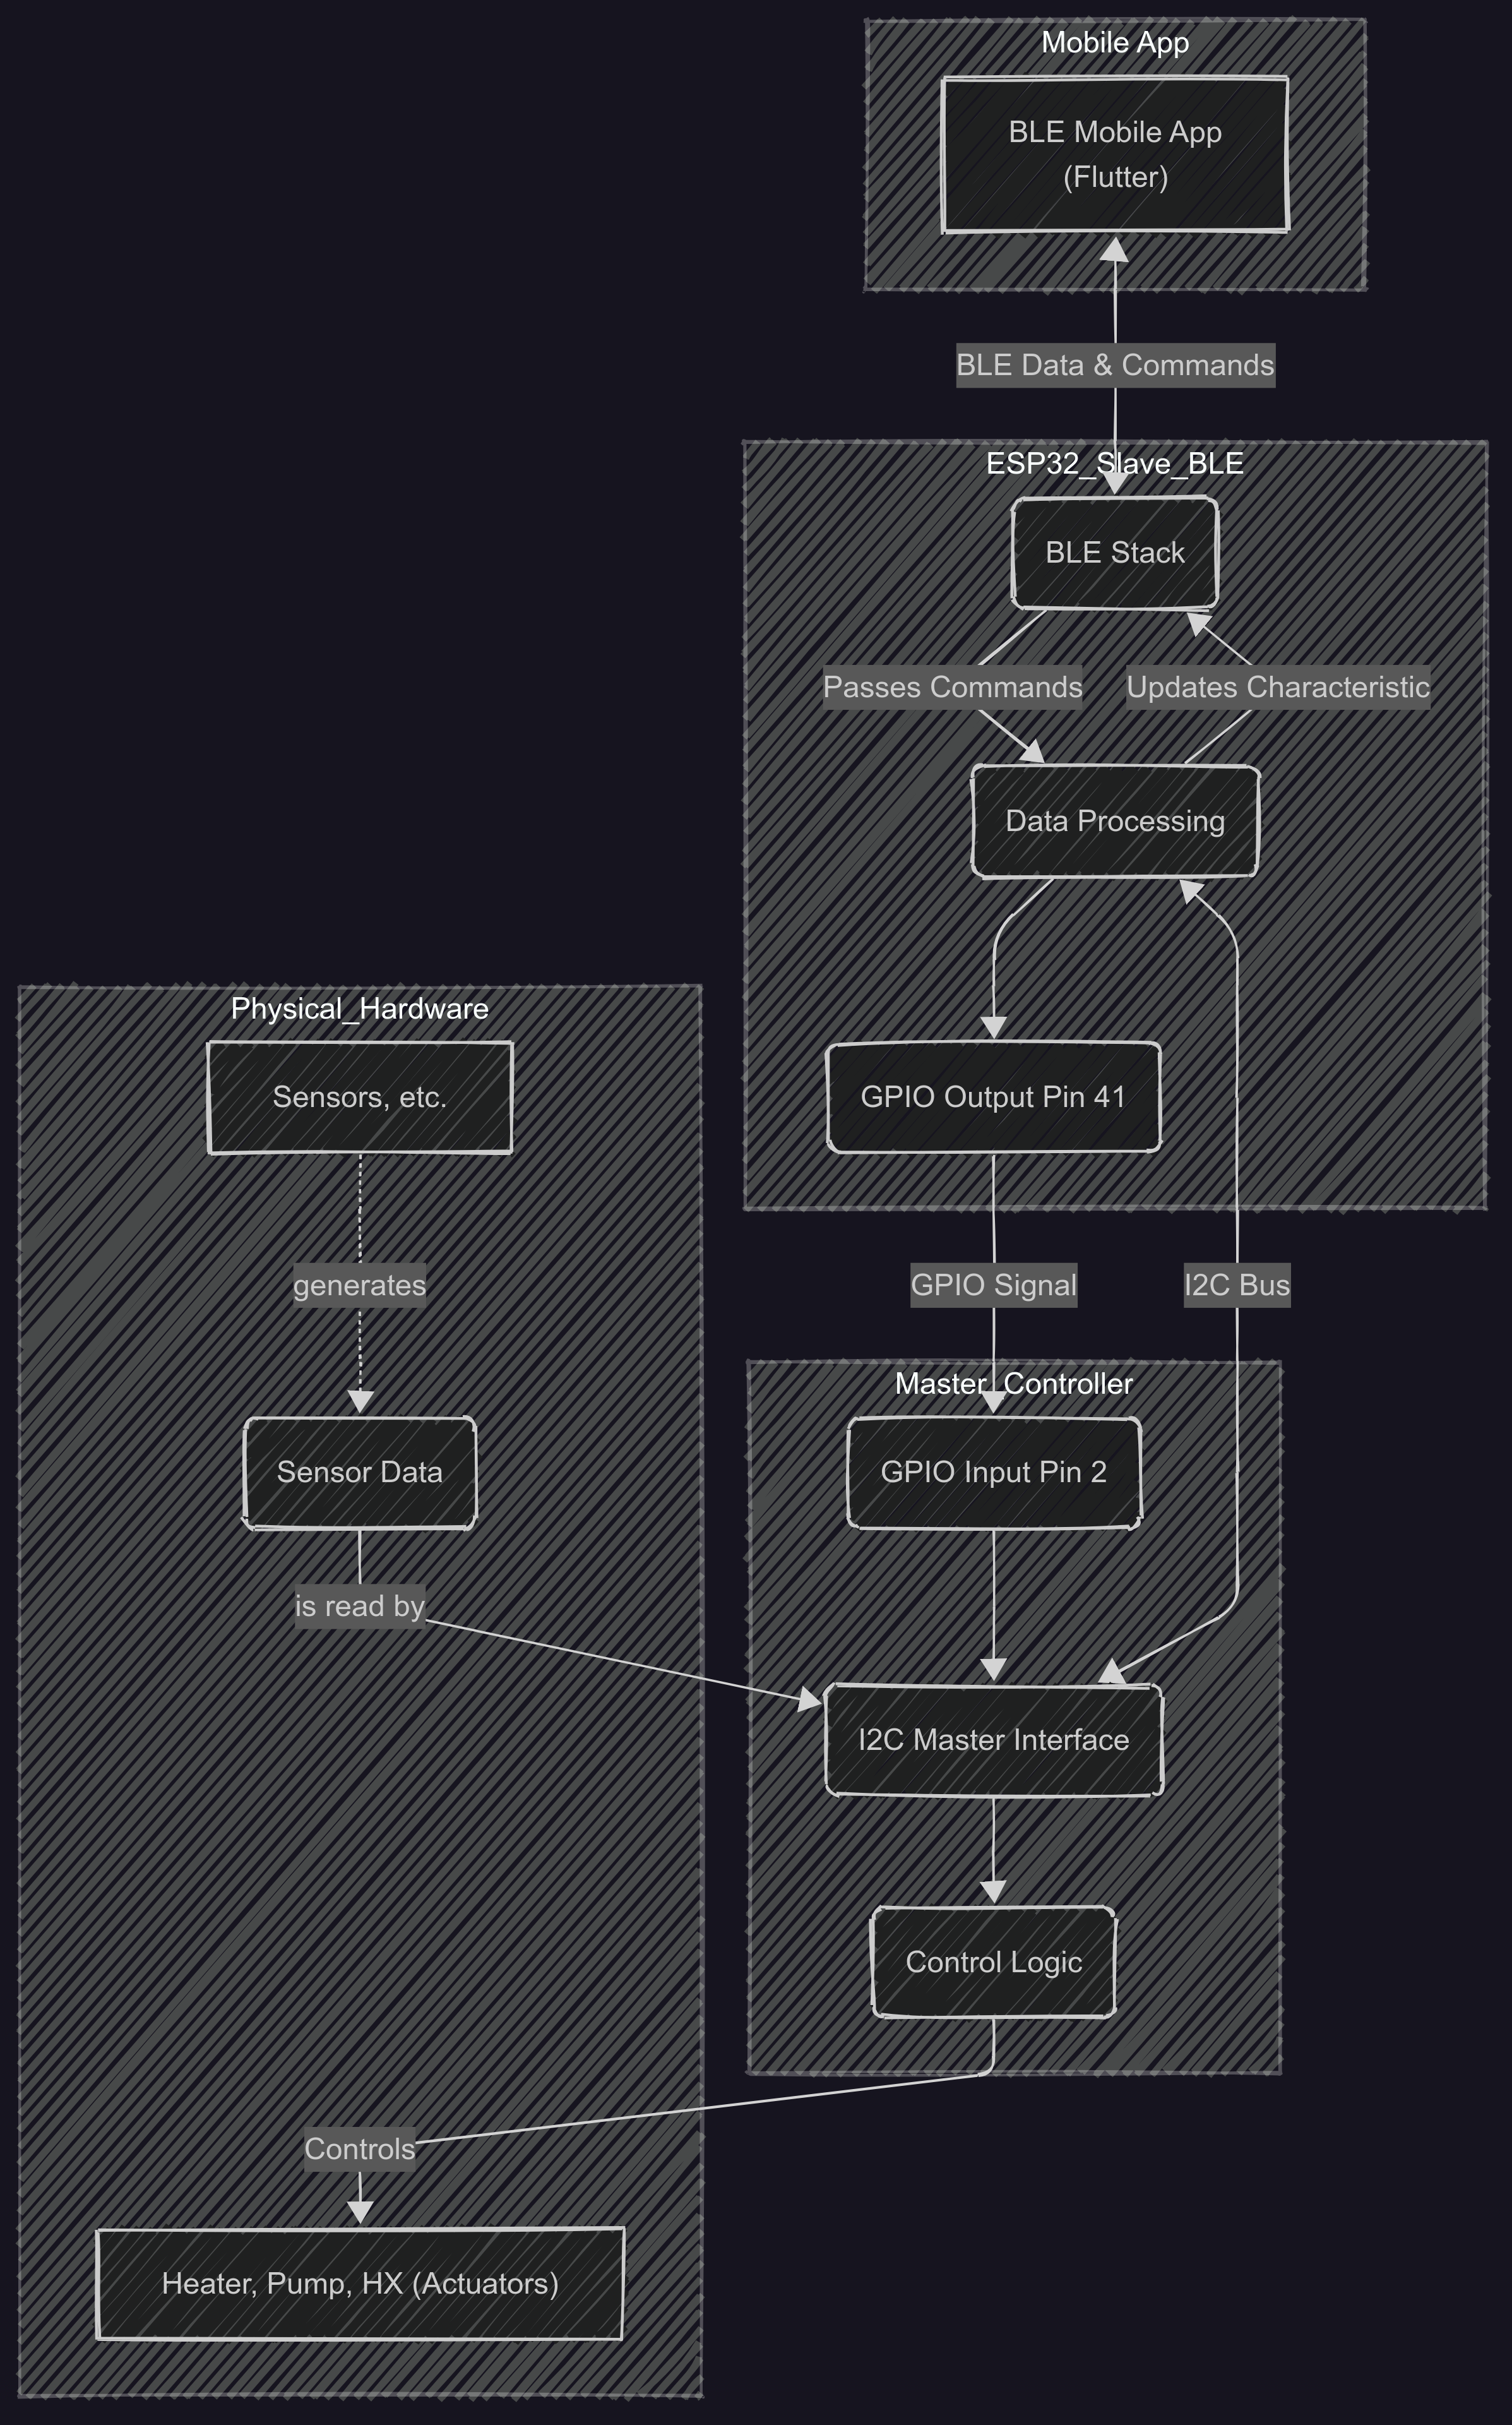 Mobile App
BLE Mobile App
(Flutter)
BLE Data & Commands
ESP32_Slave_BLE
BLE Stack
Passes Commands
Updates Characteristic
Data Processing
Physical_Hardware
Sensors, etc.
GPIO Output Pin 41
generates
GPIO Signal
I2C Bus
Master_Controller
Sensor Data
GPIO Input Pin 2
is read by
I2C Master Interface
Control Logic
Controls
Heater, Pump, HX (Actuators)